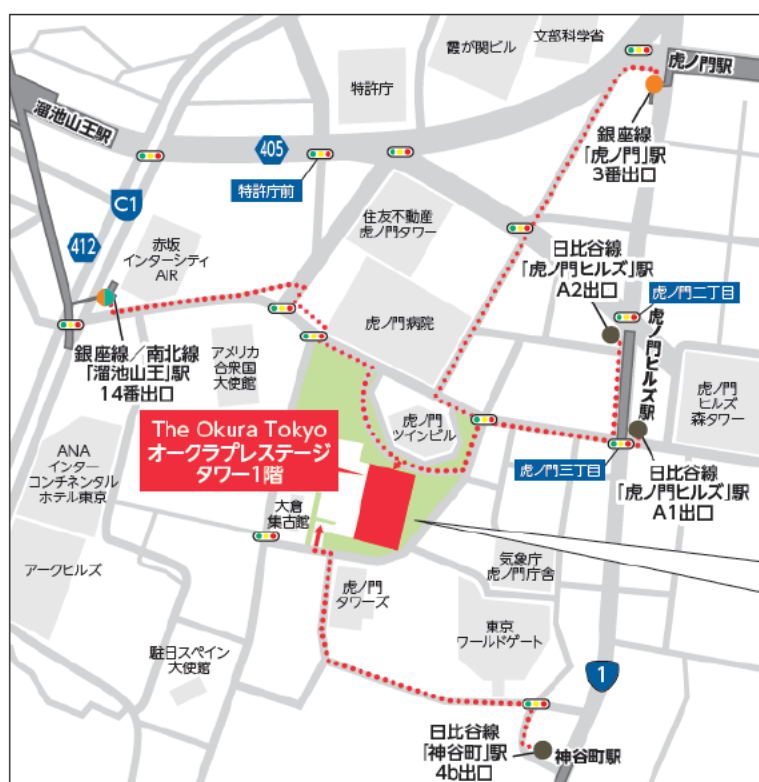 霞が関ビル
文部科学省
虎ノ門駅
特許庁
溜池山王駅
銀座線
「虎ノ門」駅
3番出口
405
特許庁前
C1
412
赤坂
インターシティ
AIR
住友不動産
虎ノ門タワー
日比谷線
「虎ノ門ヒルズ」駅
A2出口
虎ノ門二丁目
虎ノ門病院
銀座線/南北線
「溜池山王」駅
14番出口
アメリカ
合衆国
大使館
虎ノ門ヒルズ駅
虎ノ門
ヒルズ
森タワー
虎ノ門
ツインビル
The Okura Tokyo
オークラプレステージ
タワー1階
ANA
インター
コンチネンタル
ホテル東京
虎ノ門三丁目
日比谷線
「虎ノ門ヒルズ」駅
A1出口
大倉
集古館
アークヒルズ
気象庁
虎ノ門庁舎
虎ノ門
タワーズ
東京
ワールドゲート
駐日スペイン
大使館
1
日比谷線
「神谷町」駅
4b出口
神谷町駅